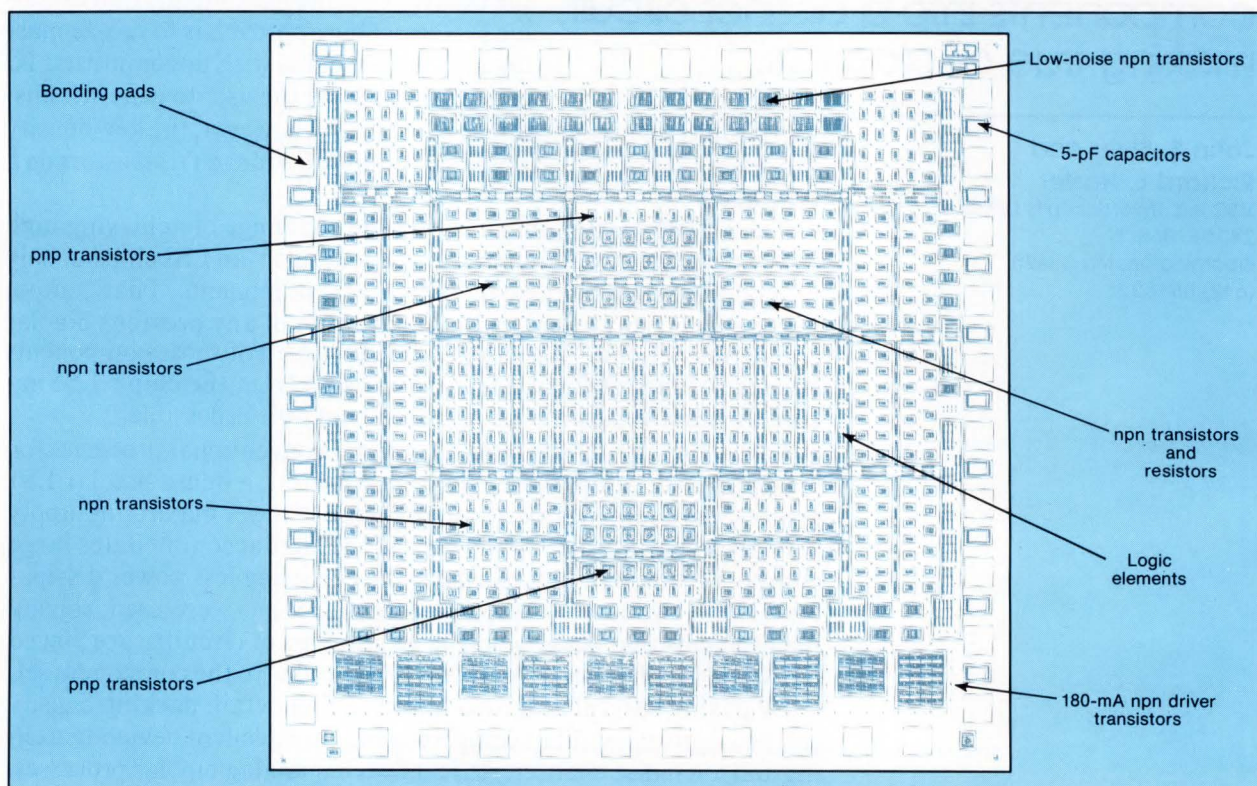 Low-noise npn transistors
Bonding pads
5-pF capacitors
pnp transistors
npn transistors
npn transistors
and
resistors
npn transistors
Logic
elements
pnp transistors
180-mA npn driver
transistors